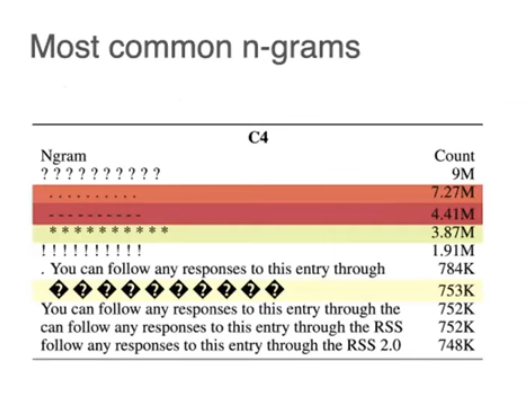 Most common n-grams
C4
Ngram Count
? ? ? ? ? ? ? ? ? ? 9M
. . . . . . . . . . 7.27M
- - - - - - - - - - 4.41M
* * * * * * * * * * 3.87M
! ! ! ! ! ! ! ! ! ! 1.91M
. You can follow any responses to this entry through 784K
� � � � � � � � � � 753K
You can follow any responses to this entry through the 752K
can follow any responses to this entry through the RSS 752K
follow any responses to this entry through the RSS 2.0 748K